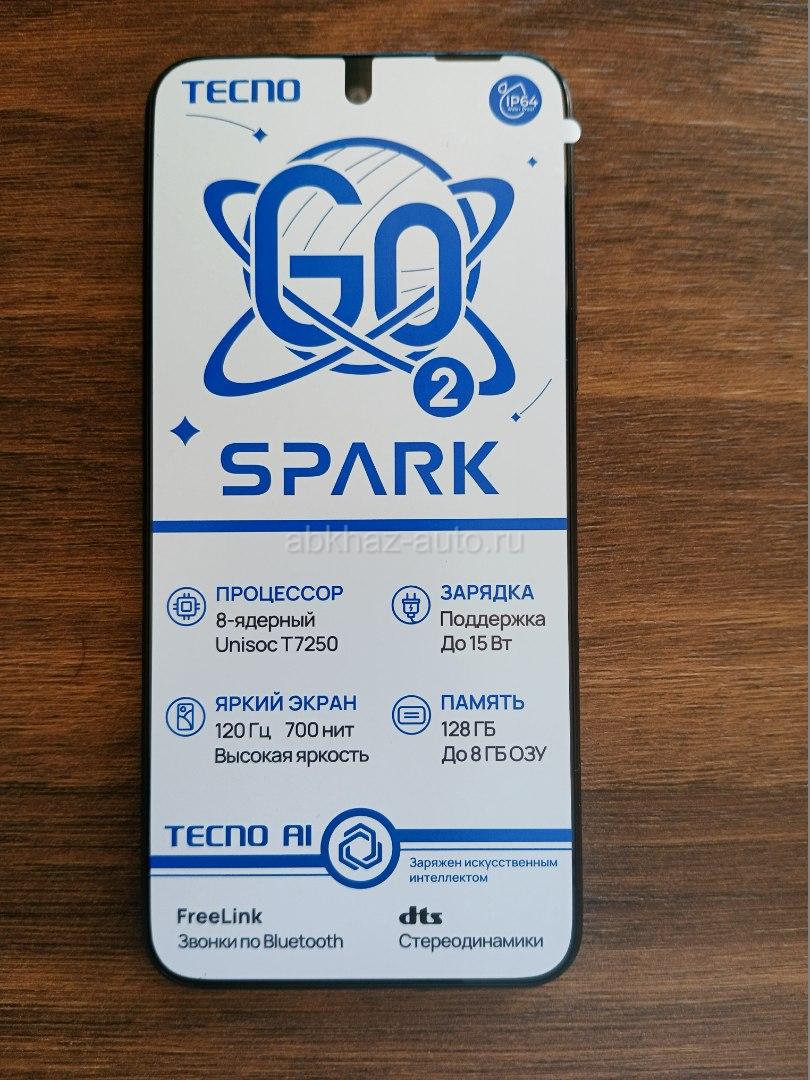 TECNO
IP64
GO
2
SPARK
abkhaz-auto.ru
ПРОЦЕССОР
8-ядерный
Unisoc T7250
ЗАРЯДКА
Поддержка
До 15 Вт
ЯРКИЙ ЭКРАН
120 Гц 700 нит
Высокая яркость
ПАМЯТЬ
128 ГБ
До 8 ГБ ОЗУ
TECNO AI
Заряжен искусственным
интеллектом
FreeLink
Звонки по Bluetooth
dts
Стереодинамики